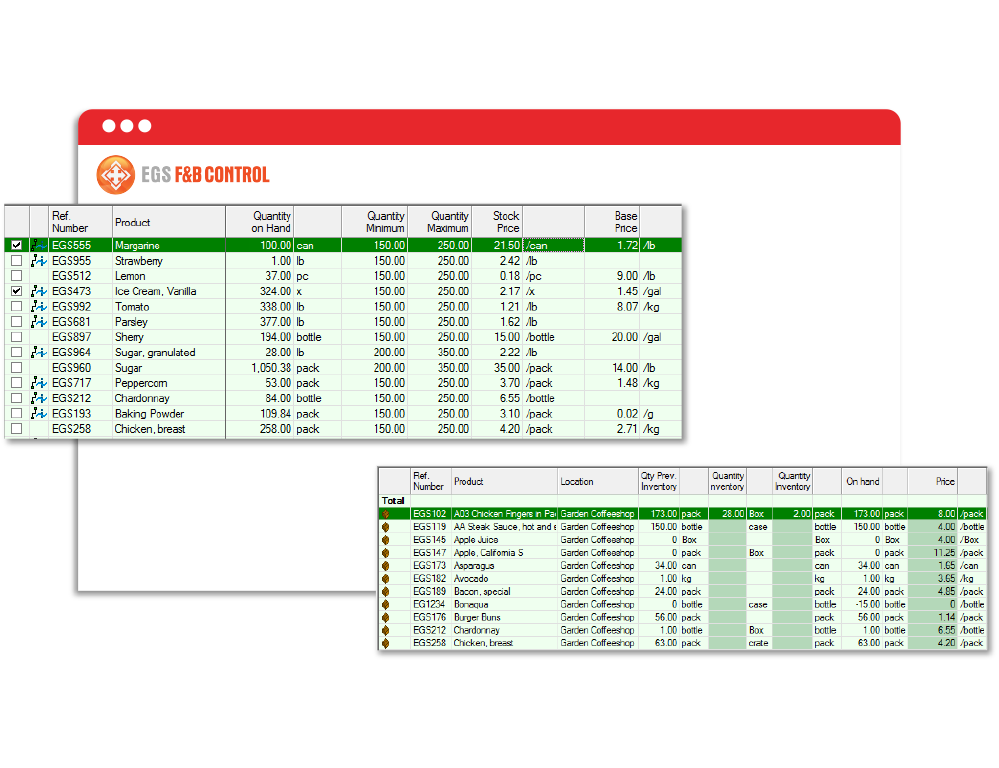 EGS F&B CONTROL
Ref. Number Product Quantity on Hand Quantity Minimum Quantity Maximum Stock Price Base Price
EGS555 Margarine 100.00 can 150.00 250.00 21.50 /can 1.72 /lb
EGS955 Strawberry 1.00 lb 150.00 250.00 2.42 /lb
EGS512 Lemon 37.00 pc 150.00 250.00 0.18 /pc 9.00 /lb
EGS473 Ice Cream, Vanilla 324.00 x 150.00 250.00 2.17 /x 1.45 /gal
EGS992 Tomato 338.00 lb 150.00 250.00 1.21 /lb 8.07 /kg
EGS681 Parsley 377.00 lb 150.00 250.00 1.62 /lb
EGS897 Sherry 194.00 bottle 150.00 250.00 15.00 /bottle 20.00 /gal
EGS964 Sugar, granulated 28.00 lb 200.00 350.00 2.22 /lb
EGS960 Sugar 1,050.38 pack 200.00 350.00 35.00 /pack 14.00 /lb
EGS717 Peppercorn 53.00 pack 150.00 250.00 3.70 /pack 1.48 /kg
EGS212 Chardonnay 84.00 bottle 150.00 250.00 6.55 /bottle
EGS193 Baking Powder 109.84 pack 150.00 250.00 3.10 /pack 0.02 /g
EGS258 Chicken, breast 258.00 pack 150.00 250.00 4.20 /pack 2.71 /kg
Ref. Number Product Location Qty Prev. Inventory Quantity nventory Quantity Inventory On hand Price
Total
EGS102 A03 Chicken Fingers in Pa Garden Coffeeshop 173.00 pack 28.00 Box 2.00 pack 173.00 pack 8.00 /pack
EGS119 AA Steak Sauce, hot and s Garden Coffeeshop 150.00 bottle case bottle 150.00 bottle 4.00 /bottle
EGS145 Apple Juice Garden Coffeeshop 0 Box Box 0 Box 4.00 /Box
EGS147 Apple, California S Garden Coffeeshop 0 pack Box pack 0 pack 11.25 /pack
EGS173 Asparagus Garden Coffeeshop 34.00 can can 34.00 can 1.65 /can
EGS182 Avocado Garden Coffeeshop 1.00 kg kg 1.00 kg 3.65 /kg
EGS189 Bacon, special Garden Coffeeshop 24.00 pack pack 24.00 pack 4.85 /pack
EG1234 Bonaqua Garden Coffeeshop 0 bottle case bottle -15.00 bottle 0 /bottle
EGS176 Burger Buns Garden Coffeeshop 56.00 pack pack 56.00 pack 1.14 /pack
EGS212 Chardonnay Garden Coffeeshop 1.00 bottle Box bottle 1.00 bottle 6.55 /bottle
EGS258 Chicken, breast Garden Coffeeshop 63.00 pack crate pack 63.00 pack 4.20 /pack